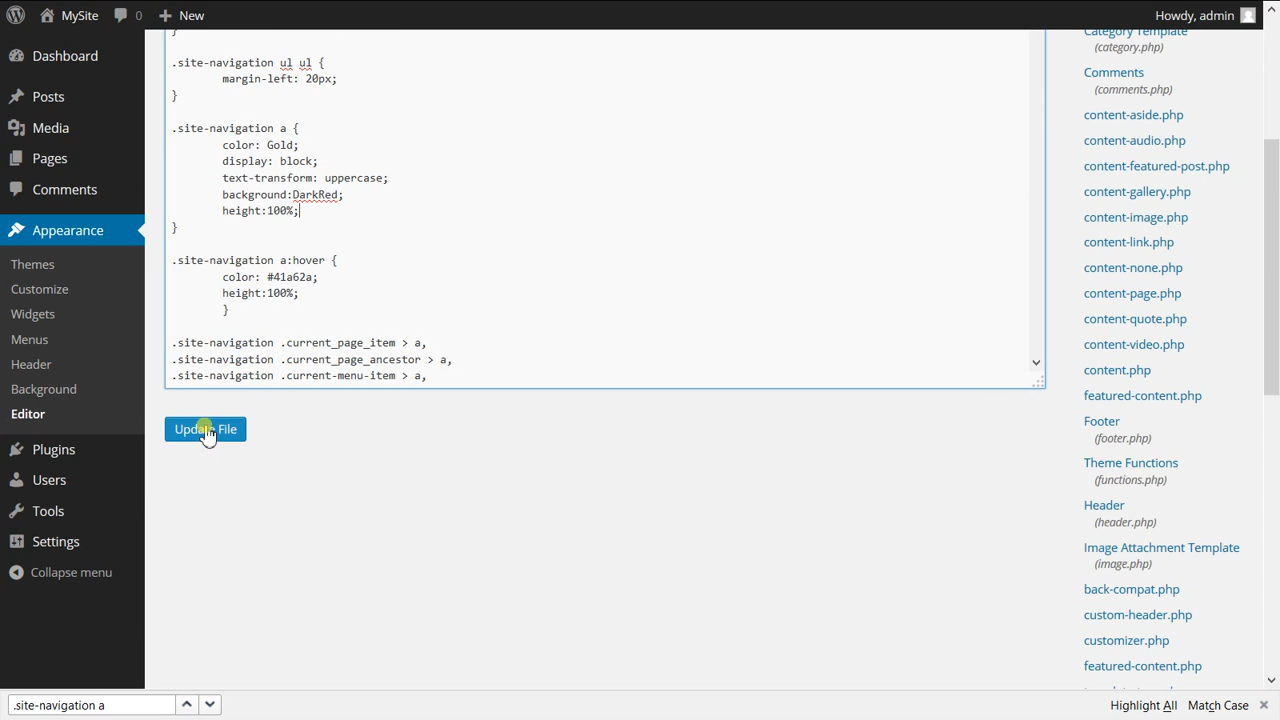 MySite 0 New Howdy, admin
Dashboard
Posts
Media
Pages
Comments
Appearance
Themes
Customize
Widgets
Menus
Header
Background
Editor
Plugins
Users
Tools
Settings
Collapse menu
}
.site-navigation ul ul {
margin-left: 20px;
}
.site-navigation a {
color: Gold;
display: block;
text-transform: uppercase;
background:DarkRed;
height:100%;
}
.site-navigation a:hover {
color: #41a62a;
height:100%;
}
.site-navigation .current_page_item > a,
.site-navigation .current_page_ancestor > a,
.site-navigation .current-menu-item > a,
Update File
Category Template
(category.php)
Comments
(comments.php)
content-aside.php
content-audio.php
content-featured-post.php
content-gallery.php
content-image.php
content-link.php
content-none.php
content-page.php
content-quote.php
content-video.php
content.php
featured-content.php
Footer
(footer.php)
Theme Functions
(functions.php)
Header
(header.php)
Image Attachment Template
(image.php)
back-compat.php
custom-header.php
customizer.php
featured-content.php
.site-navigation a Highlight All Match Case